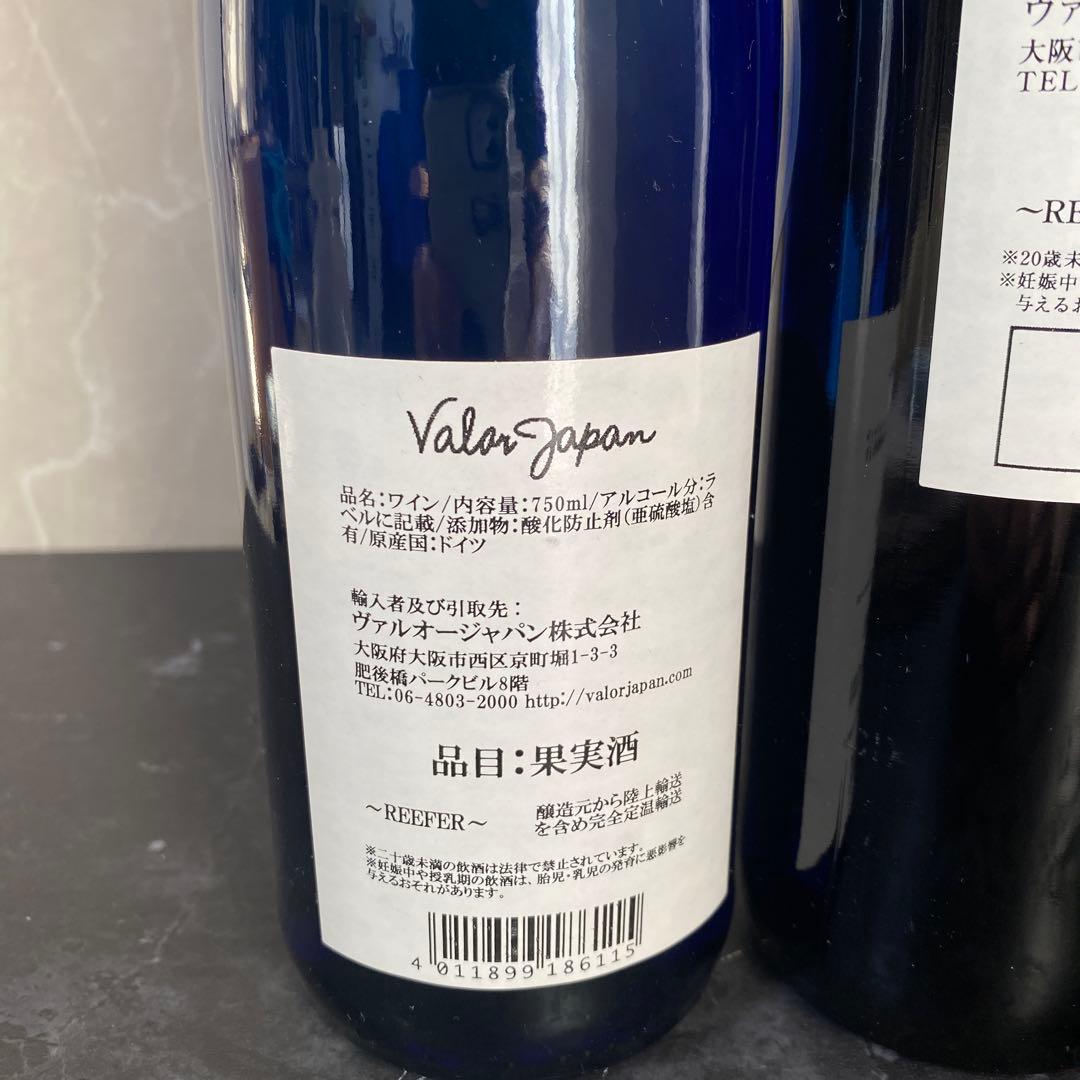 Valor Japan
品名：ワイン/内容量：750ml/アルコール分：ラ
ベルに記載/添加物：酸化防止剤（亜硫酸塩）含
有/原産国：ドイツ
輸入者及び引取先：
ヴァルオージャパン株式会社
大阪府大阪市西区京町堀1-3-3
肥後橋パークビル8階
TEL:06-4803-2000 http://valorjapan.com
品目：果実酒
～REEFER～
醸造元から陸上輸送
を含め完全定温輸送
※二十歳未満の飲酒は法律で禁止されています。
※妊娠中や授乳期の飲酒は、胎児・乳児の発育に悪影響を
与えるおそれがあります。
4 011899 186115
ヴァ
大阪
TEL
～RE
※20歳未
※妊娠中
与えるお